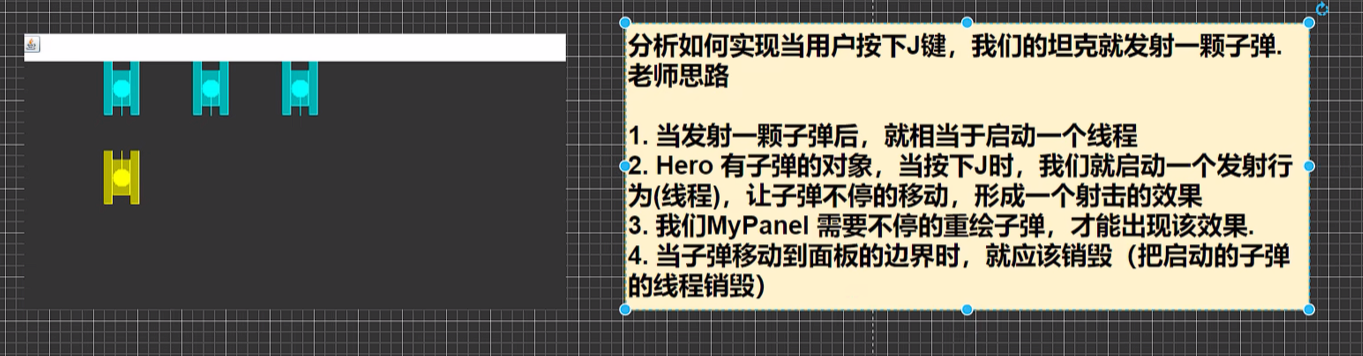 分析如何实现当用户按下J键，我们的坦克就发射一颗子弹.
老师思路
1. 当发射一颗子弹后，就相当于启动一个线程
2. Hero 有子弹的对象，当按下J时，我们就启动一个发射行
为(线程)，让子弹不停的移动，形成一个射击的效果
3. 我们MyPanel 需要不停的重绘子弹，才能出现该效果.
4. 当子弹移动到面板的边界时，就应该销毁（把启动的子弹
的线程销毁）